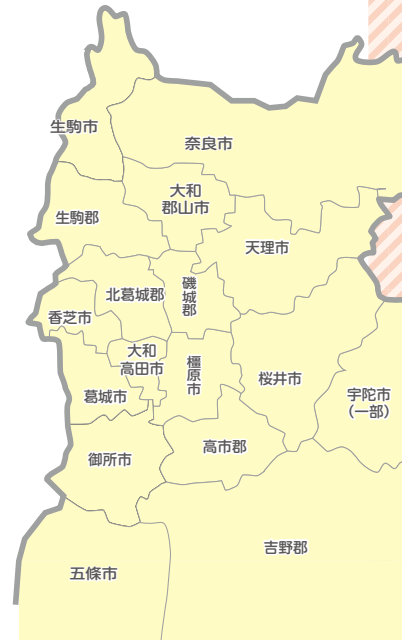 生駒市
奈良市
大和
郡山市
生駒郡
天理市
北葛城郡
磯城郡
香芝市
大和
高田市
橿原市
桜井市
葛城市
宇陀市
（一部）
高市郡
御所市
吉野郡
五條市